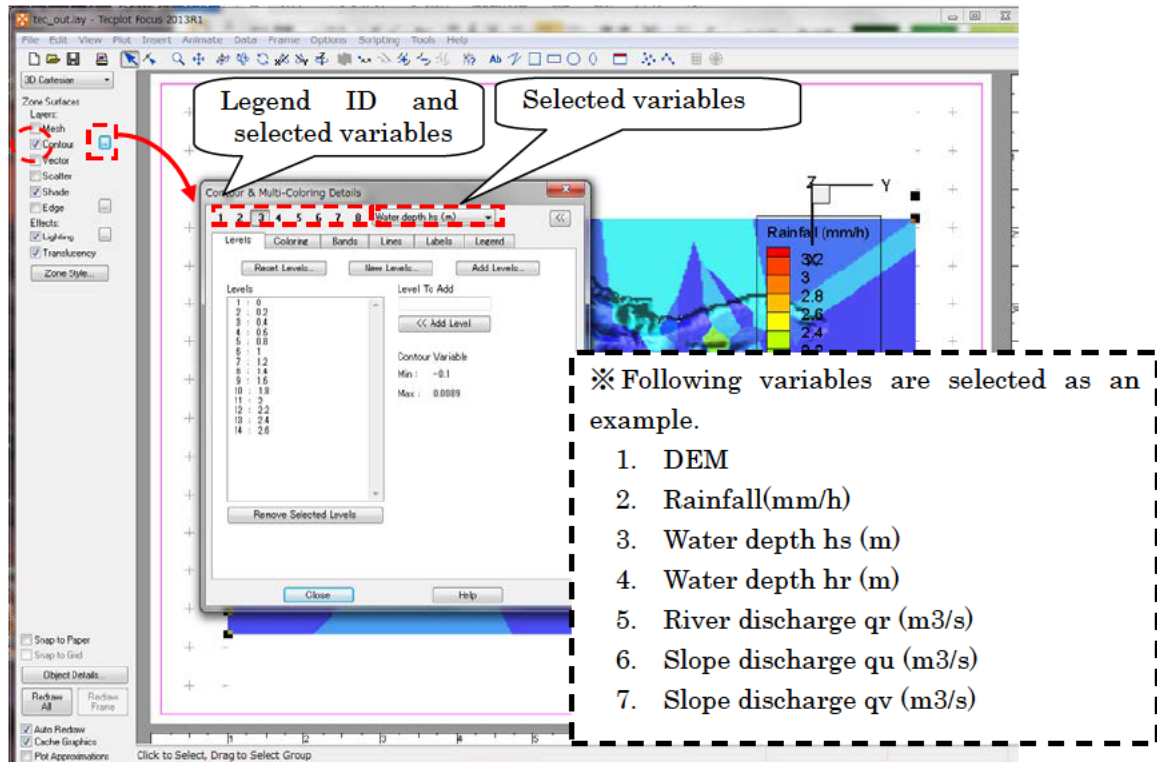 tec_out.lay - Tecplot Focus 2013R1
File Edit View Plot Insert Animate Data Frame Options Scripting Tools Help
3D Cartesian
Zone Surfaces
Layers:
Mesh
Contour
Vector
Scatter
Shade
Edge
Effects:
Lighting
Translucency
Zone Style...
Legend ID and
selected variables
Selected variables
Contour & Multi-Coloring Details
1 2 3 4 5 6 7 8 Water depth hs (m)
Levels Coloring Bands Lines Labels Legend
Reset Levels... New Levels... Add Levels...
Levels
1 : 0
2 : 0.2
3 : 0.4
4 : 0.6
5 : 0.8
6 : 1
7 : 1.2
8 : 1.4
9 : 1.6
10 : 1.8
11 : 2
12 : 2.2
13 : 2.4
14 : 2.6
Level To Add
<< Add Level
Contour Variable
Min : -0.1
Max : 0.0089
Remove Selected Levels
Close Help
Z Y
X
Rainfall (mm/h)
3.2
3
2.8
2.6
2.4
※Following variables are selected as an
example.
1. DEM
2. Rainfall(mm/h)
3. Water depth hs (m)
4. Water depth hr (m)
5. River discharge qr (m3/s)
6. Slope discharge qu (m3/s)
7. Slope discharge qv (m3/s)
Snap to Paper
Snap to Grid
Object Details...
Redraw All
Redraw Frame
Auto Redraw
Cache Graphics
Plot Approximations
1 2 3 4 5
Click to Select, Drag to Select Group